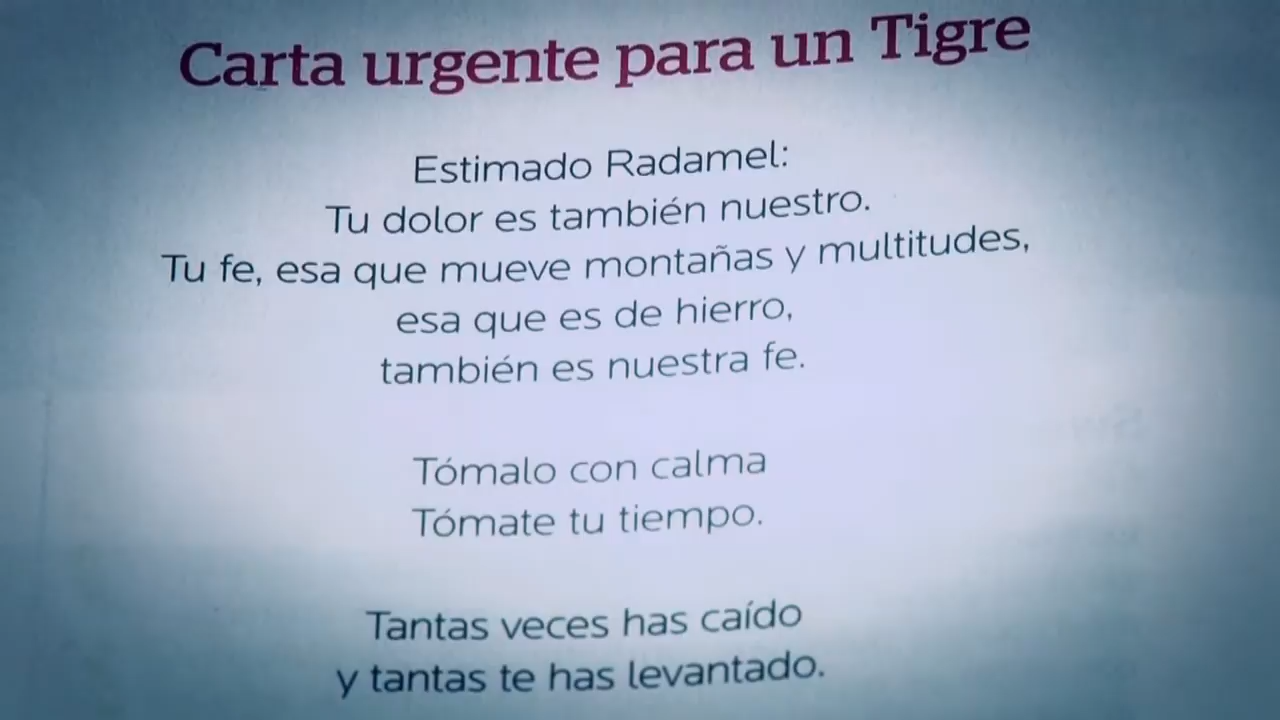 Carta urgente para un Tigre
Estimado Radamel:
Tu dolor es también nuestro.
Tu fe, esa que mueve montañas y multitudes,
esa que es de hierro,
también es nuestra fe.
Tómalo con calma
Tómate tu tiempo.
Tantas veces has caído
y tantas te has levantado.